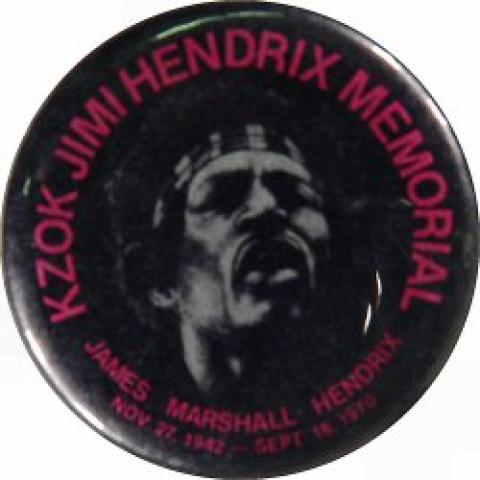 KZOK JIMI HENDRIX MEMORIAL
JAMES MARSHALL HENDRIX
NOV 27, 1942 – SEPT 18, 1970